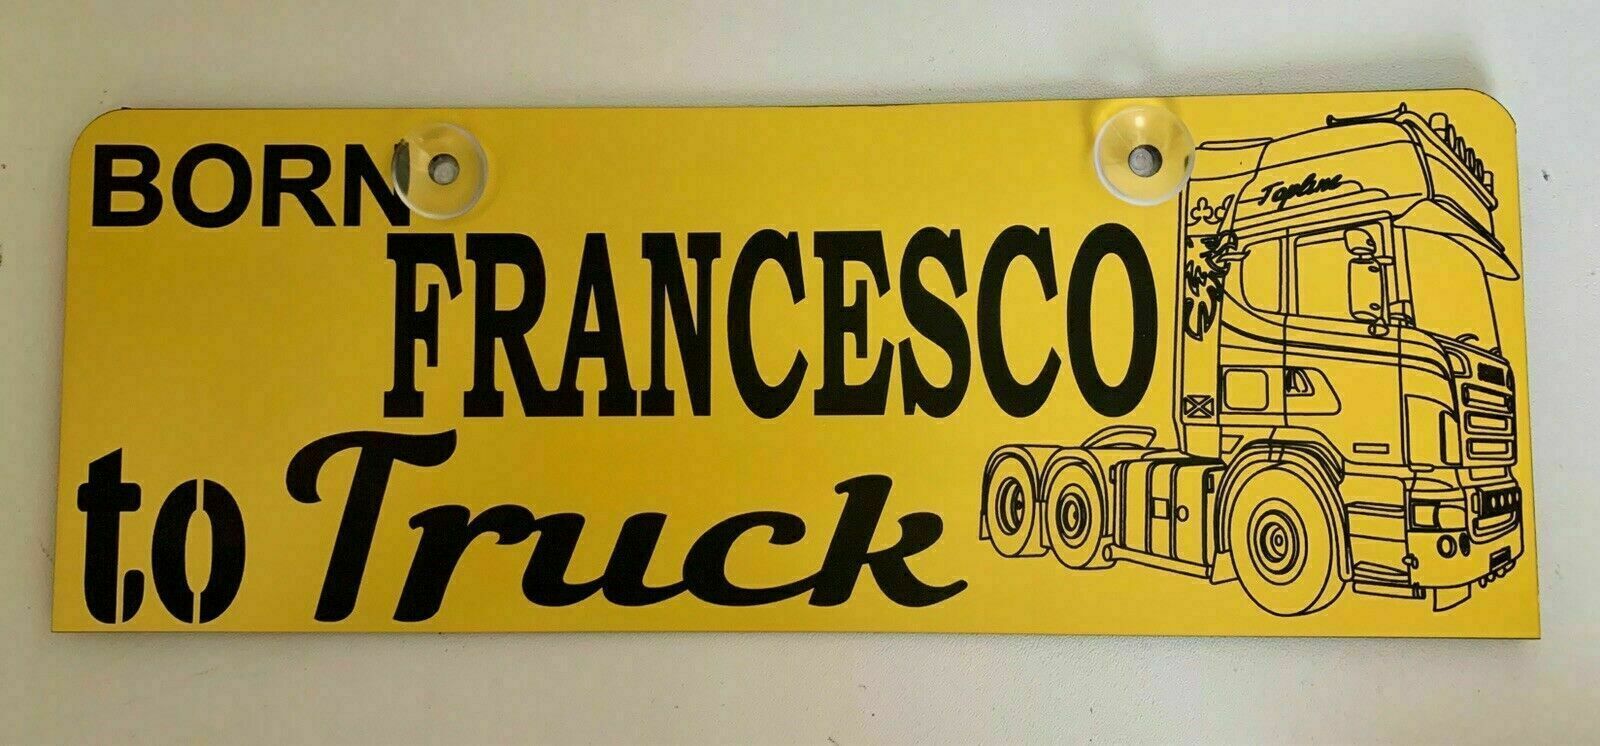 BORN
FRANCESCO
to Truck
Topline